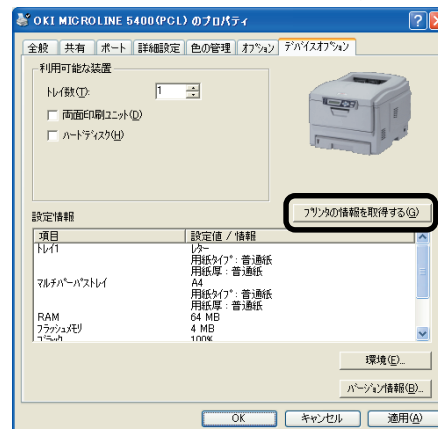 OKI MICROLINE 5400(PCL) のプロパティ
全般 共有 ポート 詳細設定 色の管理 オプション デバイスオプション
利用可能な装置
トレイ数(T): 1
両面印刷ユニット(D)
ハードディスク(H)
プリンタの情報を取得する(G)
設定情報
項目 設定値 / 情報
トレイ1 レター
用紙タイプ : 普通紙
用紙厚 : 普通紙
マルチパーパストレイ A4
用紙タイプ : 普通紙
用紙厚 : 普通紙
RAM 64 MB
フラッシュメモリ 4 MB
ブラック 100%
環境(E)...
バージョン情報(B)...
OK キャンセル 適用(A)